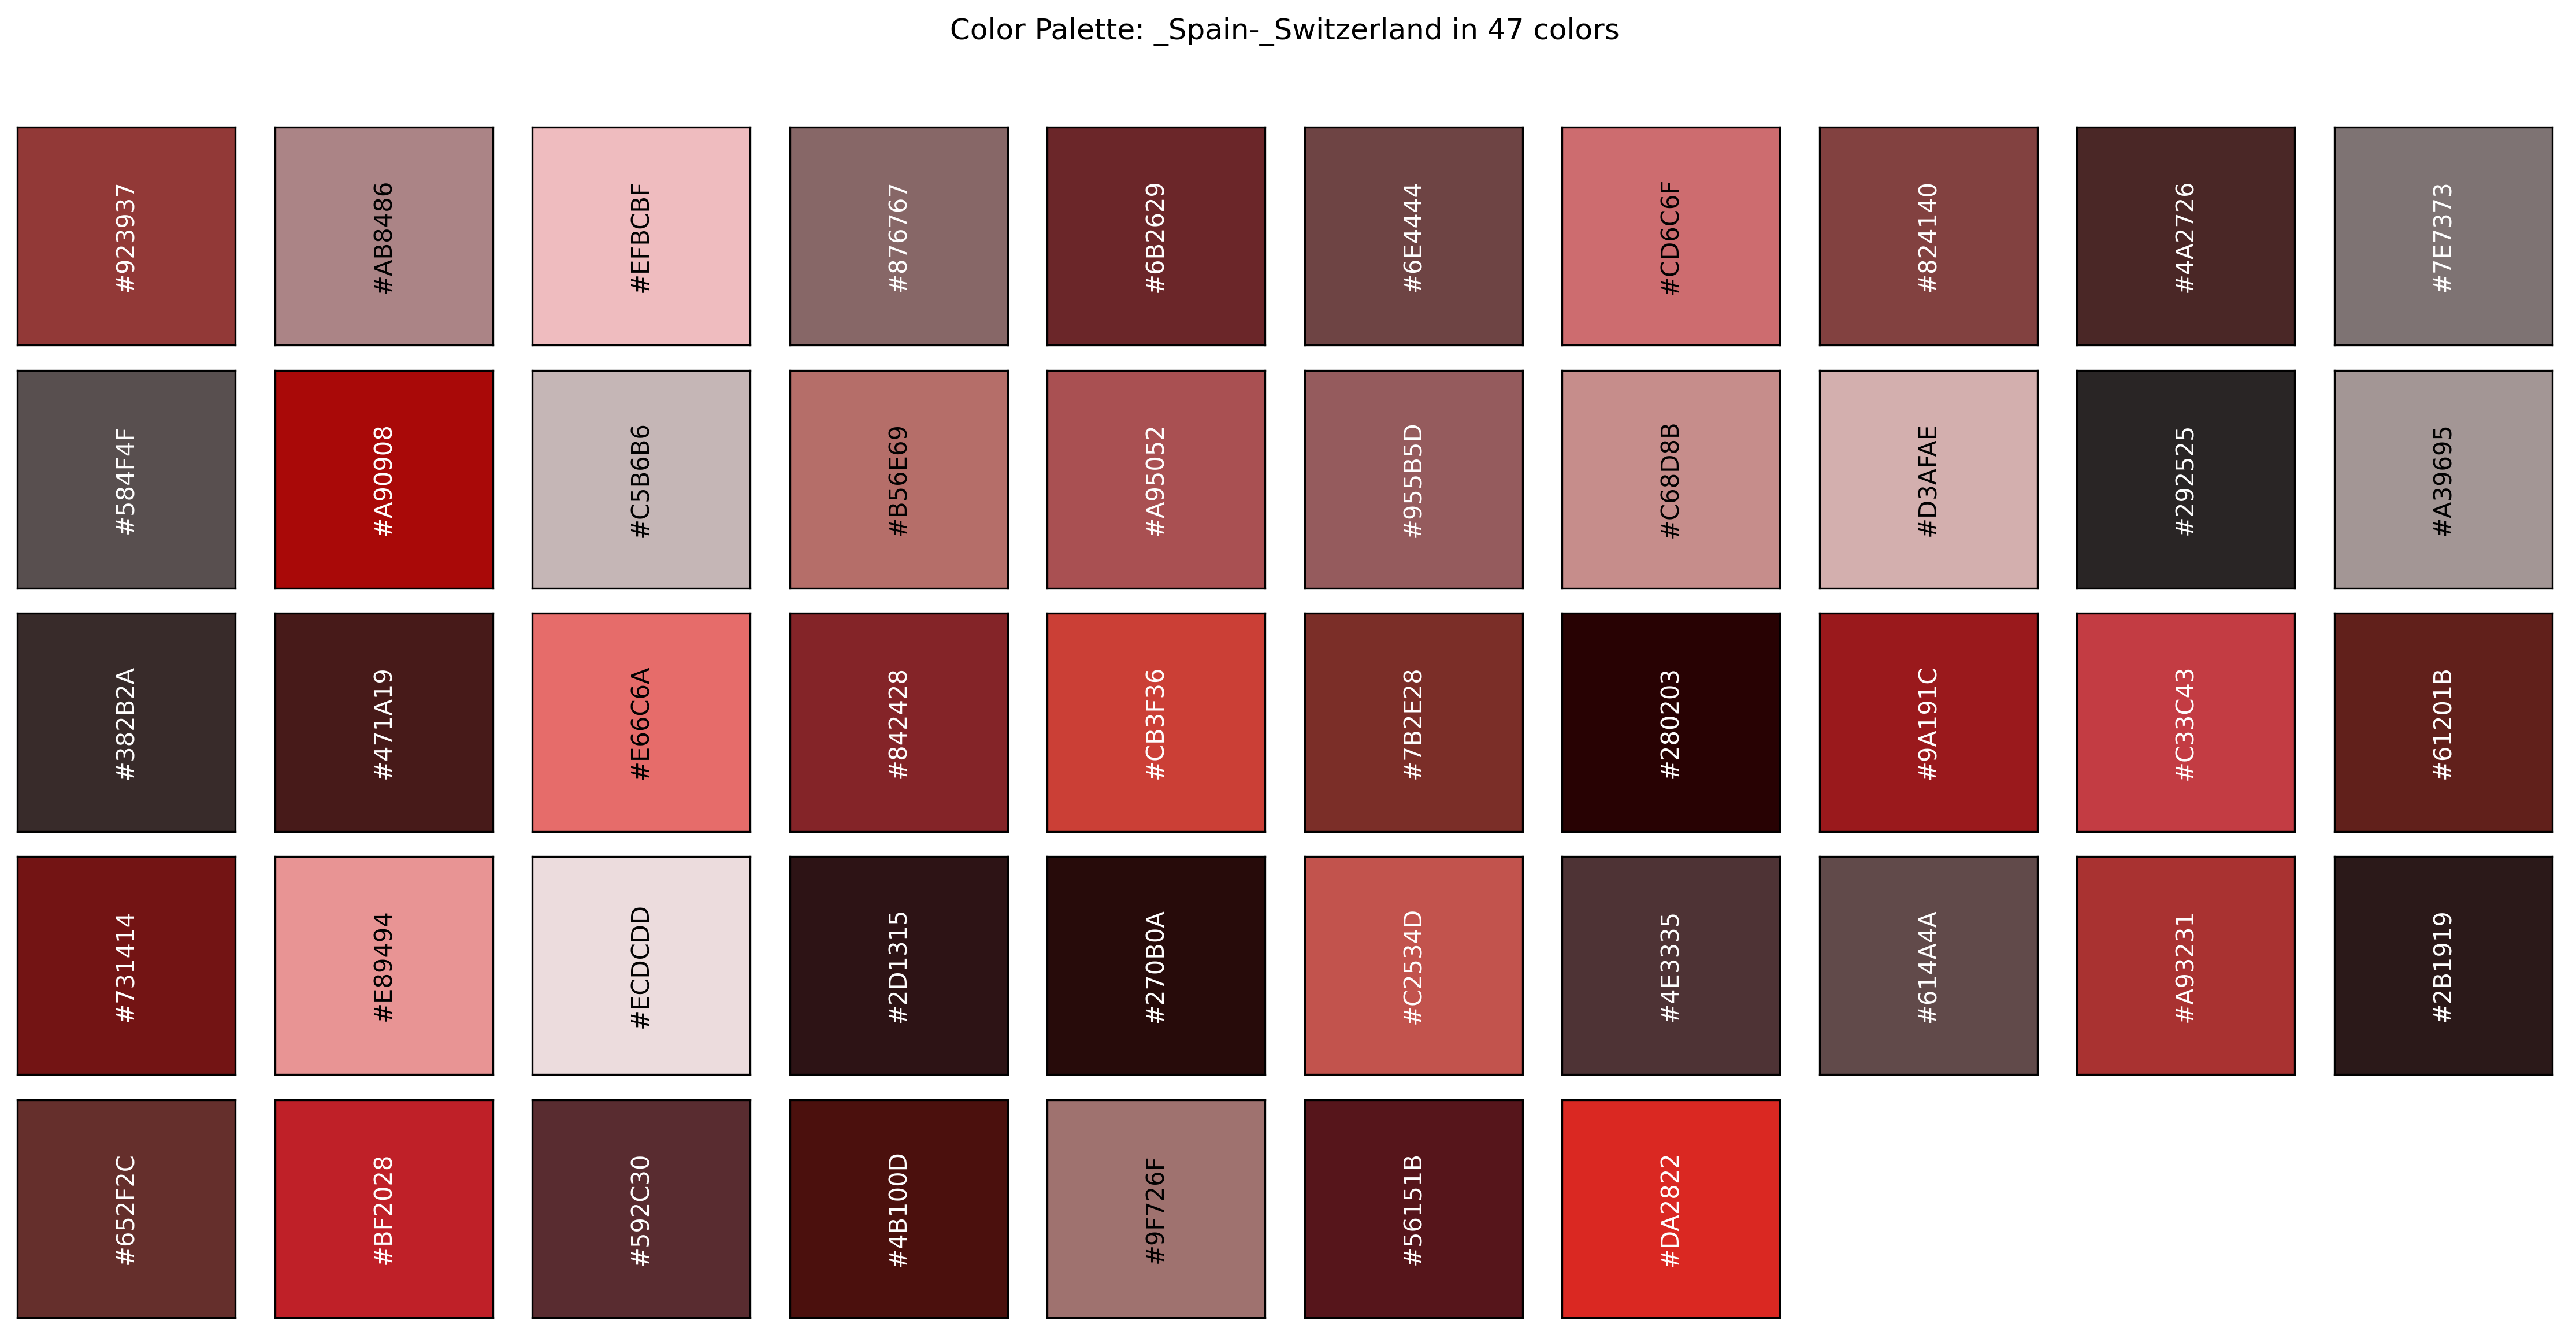 Color Palette: _Spain-_Switzerland in 47 colors
#923937
#AB8486
#EFBCBF
#876767
#6B2629
#6E4444
#CD6C6F
#824140
#4A2726
#7E7373
#584F4F
#A90908
#C5B6B6
#B56E69
#A95052
#955B5D
#C68D8B
#D3AFAE
#292525
#A39695
#382B2A
#471A19
#E66C6A
#842428
#CB3F36
#7B2E28
#280203
#9A191C
#C33C43
#61201B
#731414
#E89494
#ECDCDD
#2D1315
#270B0A
#C2534D
#4E3335
#614A4A
#A93231
#2B1919
#652F2C
#BF2028
#592C30
#4B100D
#9F726F
#56151B
#DA2822